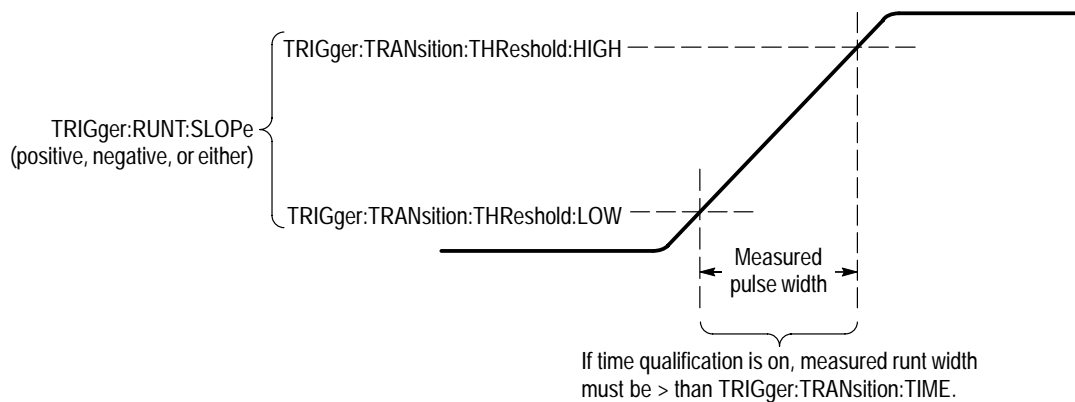 TRIGger:TRANsition:THReshold:HIGH
TRIGger:RUNT:SLOPe
(positive, negative, or either)
TRIGger:TRANsition:THReshold:LOW
Measured
pulse width
If time qualification is on, measured runt width
must be > than TRIGger:TRANsition:TIME.